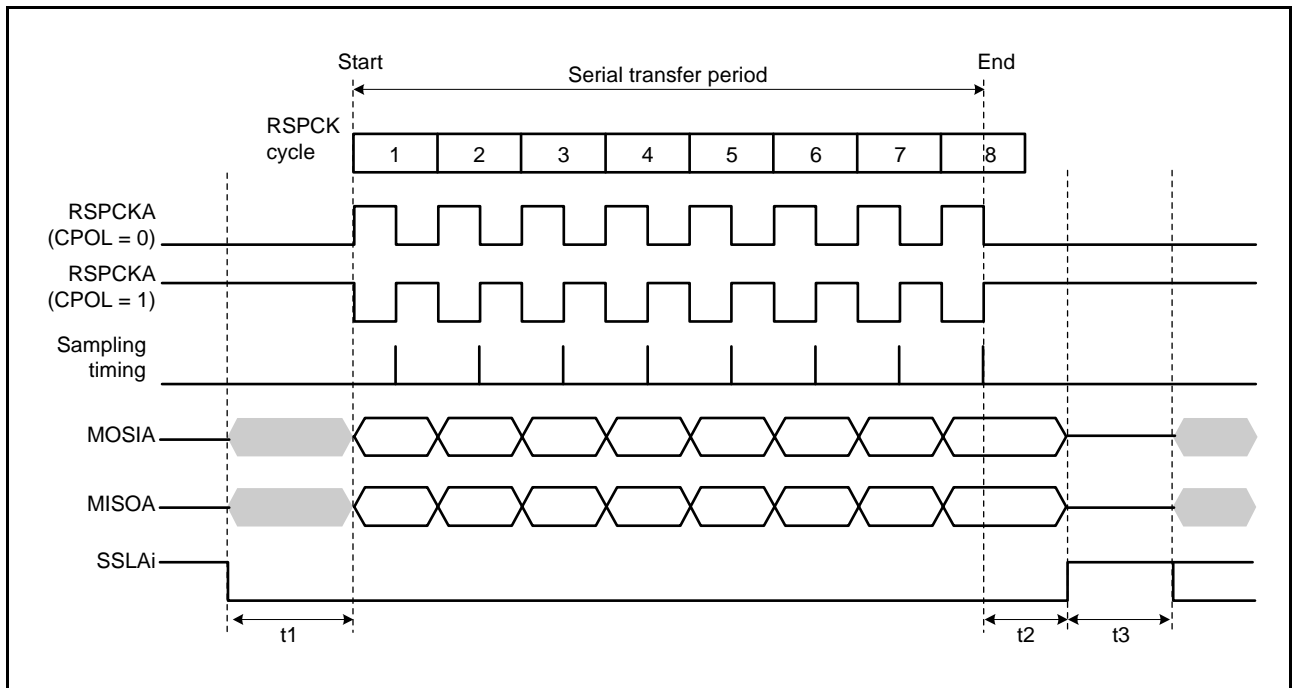 Start
End
Serial transfer period
RSPCK
cycle
1 2 3 4 5 6 7 8
RSPCKA
(CPOL = 0)
RSPCKA
(CPOL = 1)
Sampling
timing
MOSIA
MISOA
SSLAi
t1
t2
t3